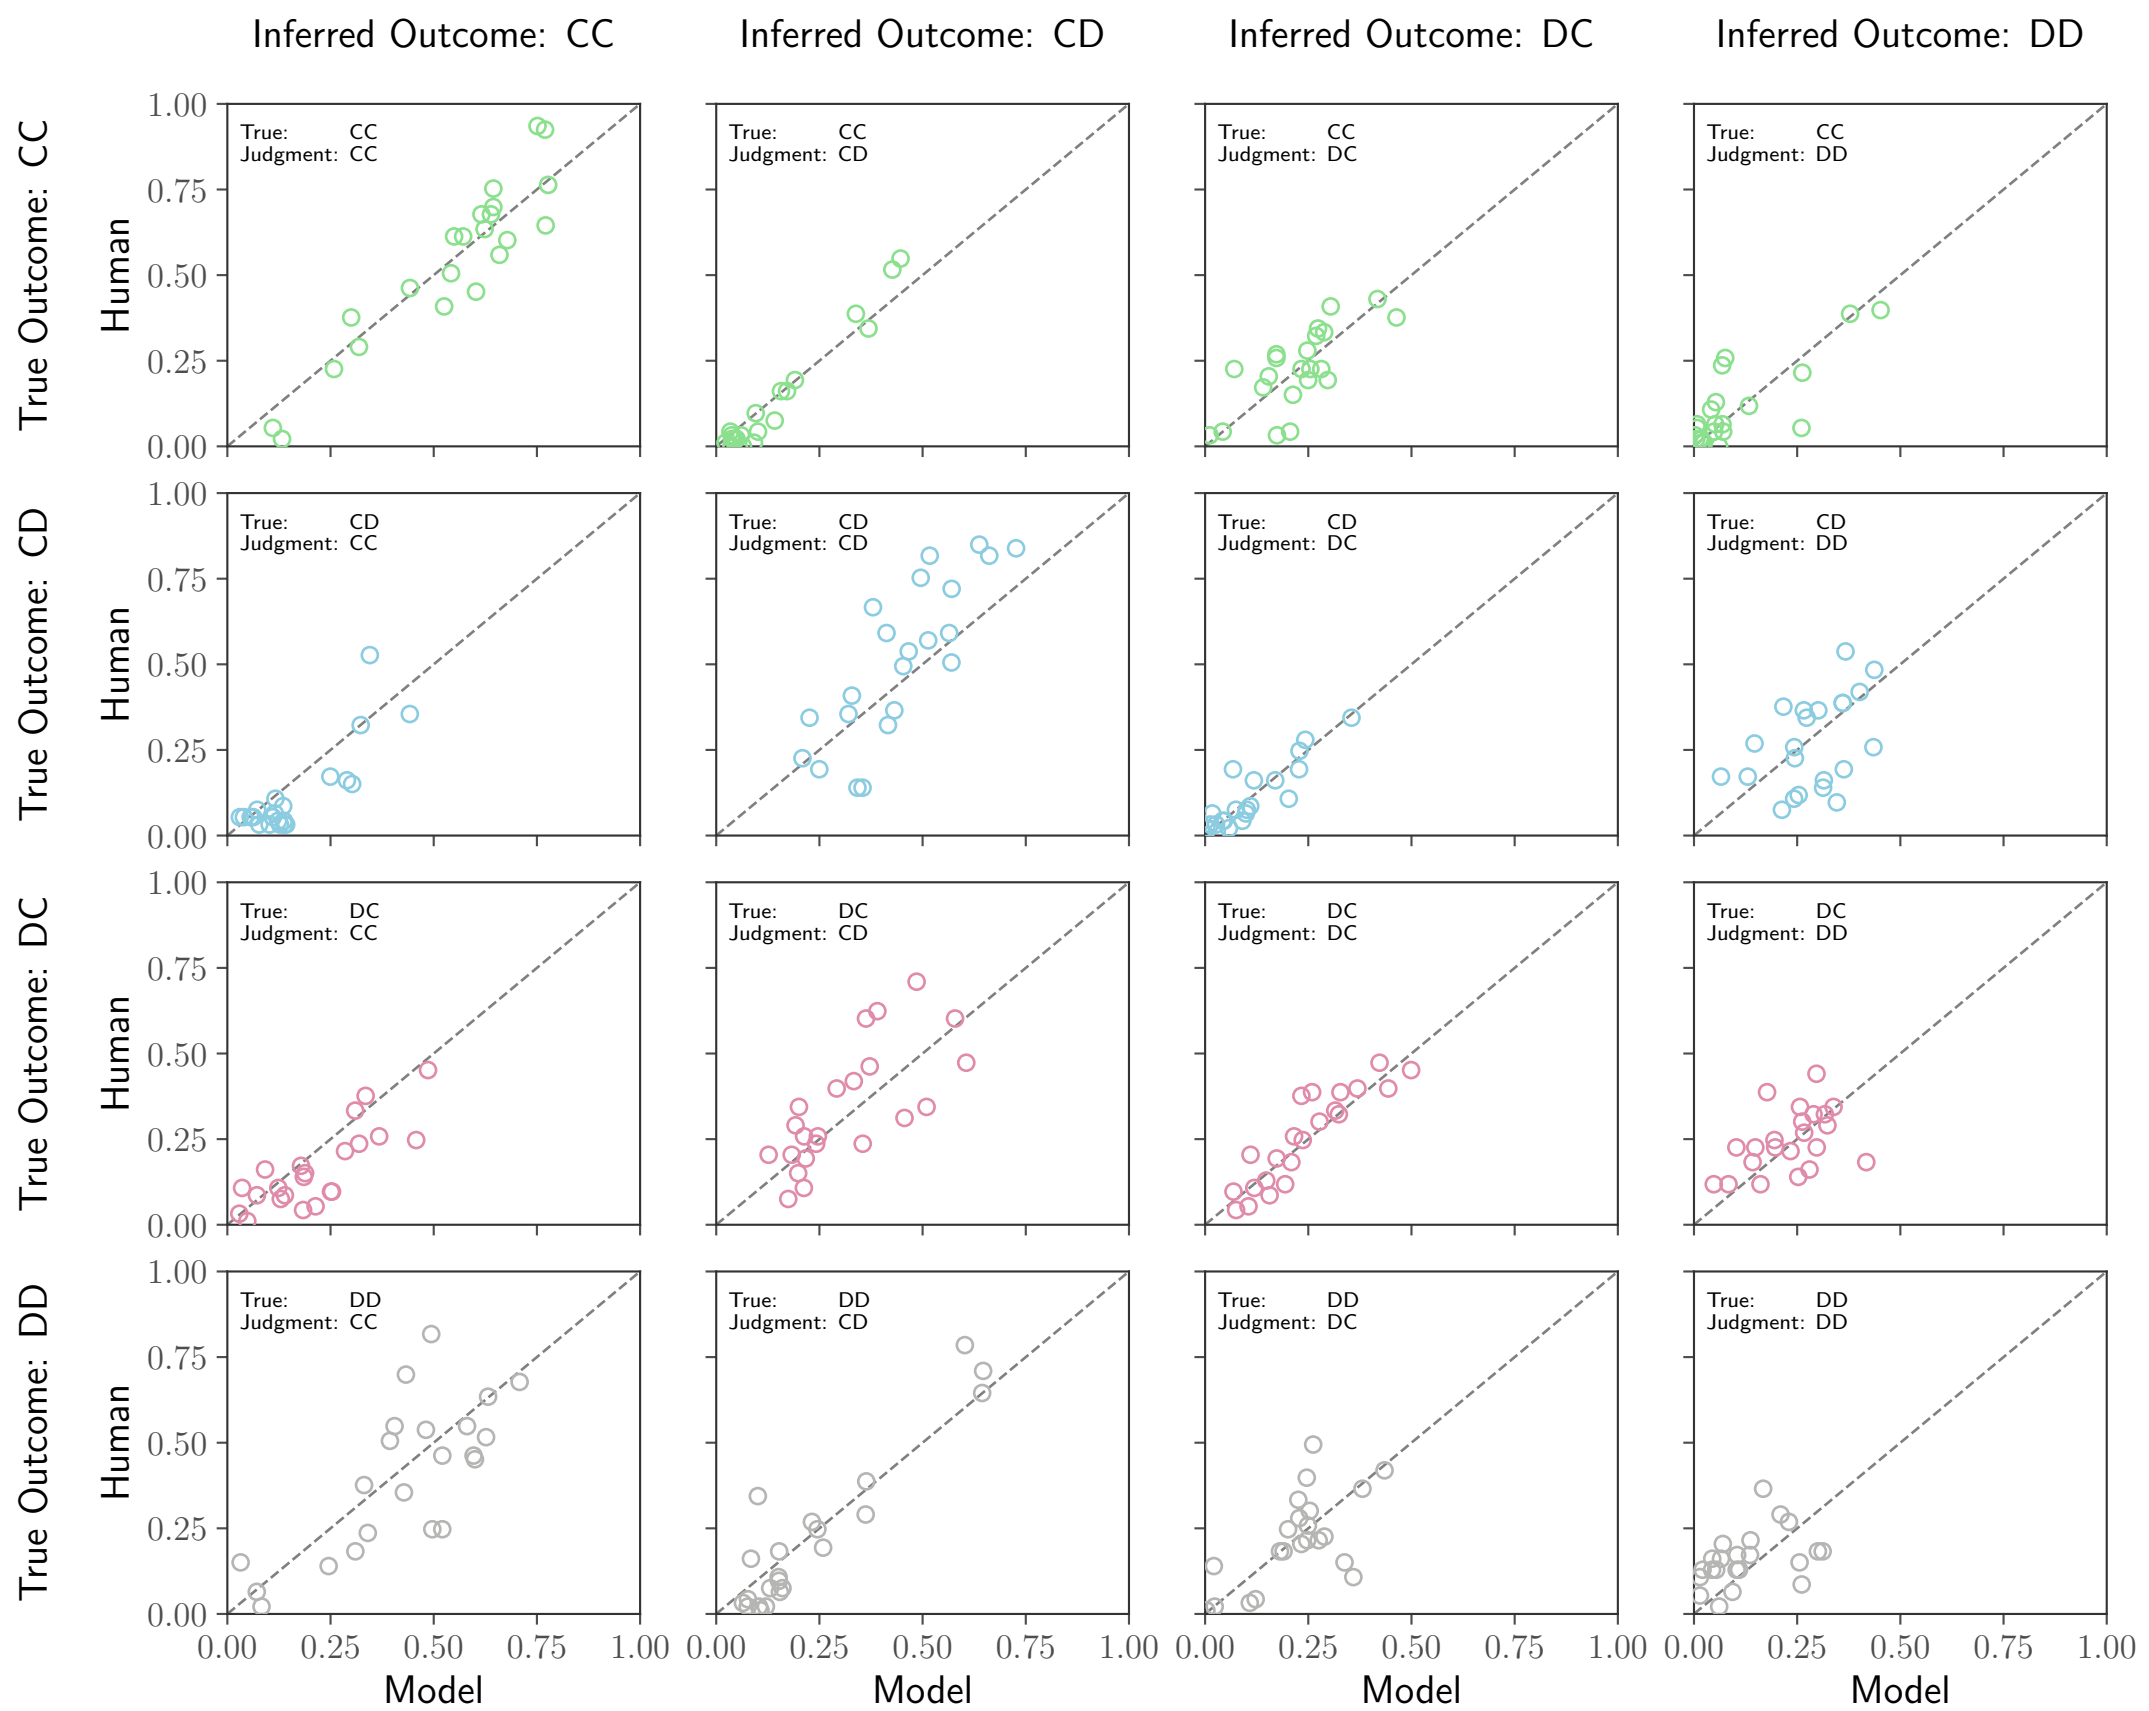 Inferred Outcome: CC
Inferred Outcome: CD
Inferred Outcome: DC
Inferred Outcome: DD
True Outcome: CC
Human
1.00
0.75
0.50
0.25
0.00
True: CC
Judgment: CC
True: CC
Judgment: CD
True: CC
Judgment: DC
True: CC
Judgment: DD
True Outcome: CD
Human
1.00
0.75
0.50
0.25
0.00
True: CD
Judgment: CC
True: CD
Judgment: CD
True: CD
Judgment: DC
True: CD
Judgment: DD
True Outcome: DC
Human
1.00
0.75
0.50
0.25
0.00
True: DC
Judgment: CC
True: DC
Judgment: CD
True: DC
Judgment: DC
True: DC
Judgment: DD
True Outcome: DD
Human
1.00
0.75
0.50
0.25
0.00
True: DD
Judgment: CC
True: DD
Judgment: CD
True: DD
Judgment: DC
True: DD
Judgment: DD
0.00 0.25 0.50 0.75 1.00
0.00 0.25 0.50 0.75 1.00
0.00 0.25 0.50 0.75 1.00
0.00 0.25 0.50 0.75 1.00
Model
Model
Model
Model